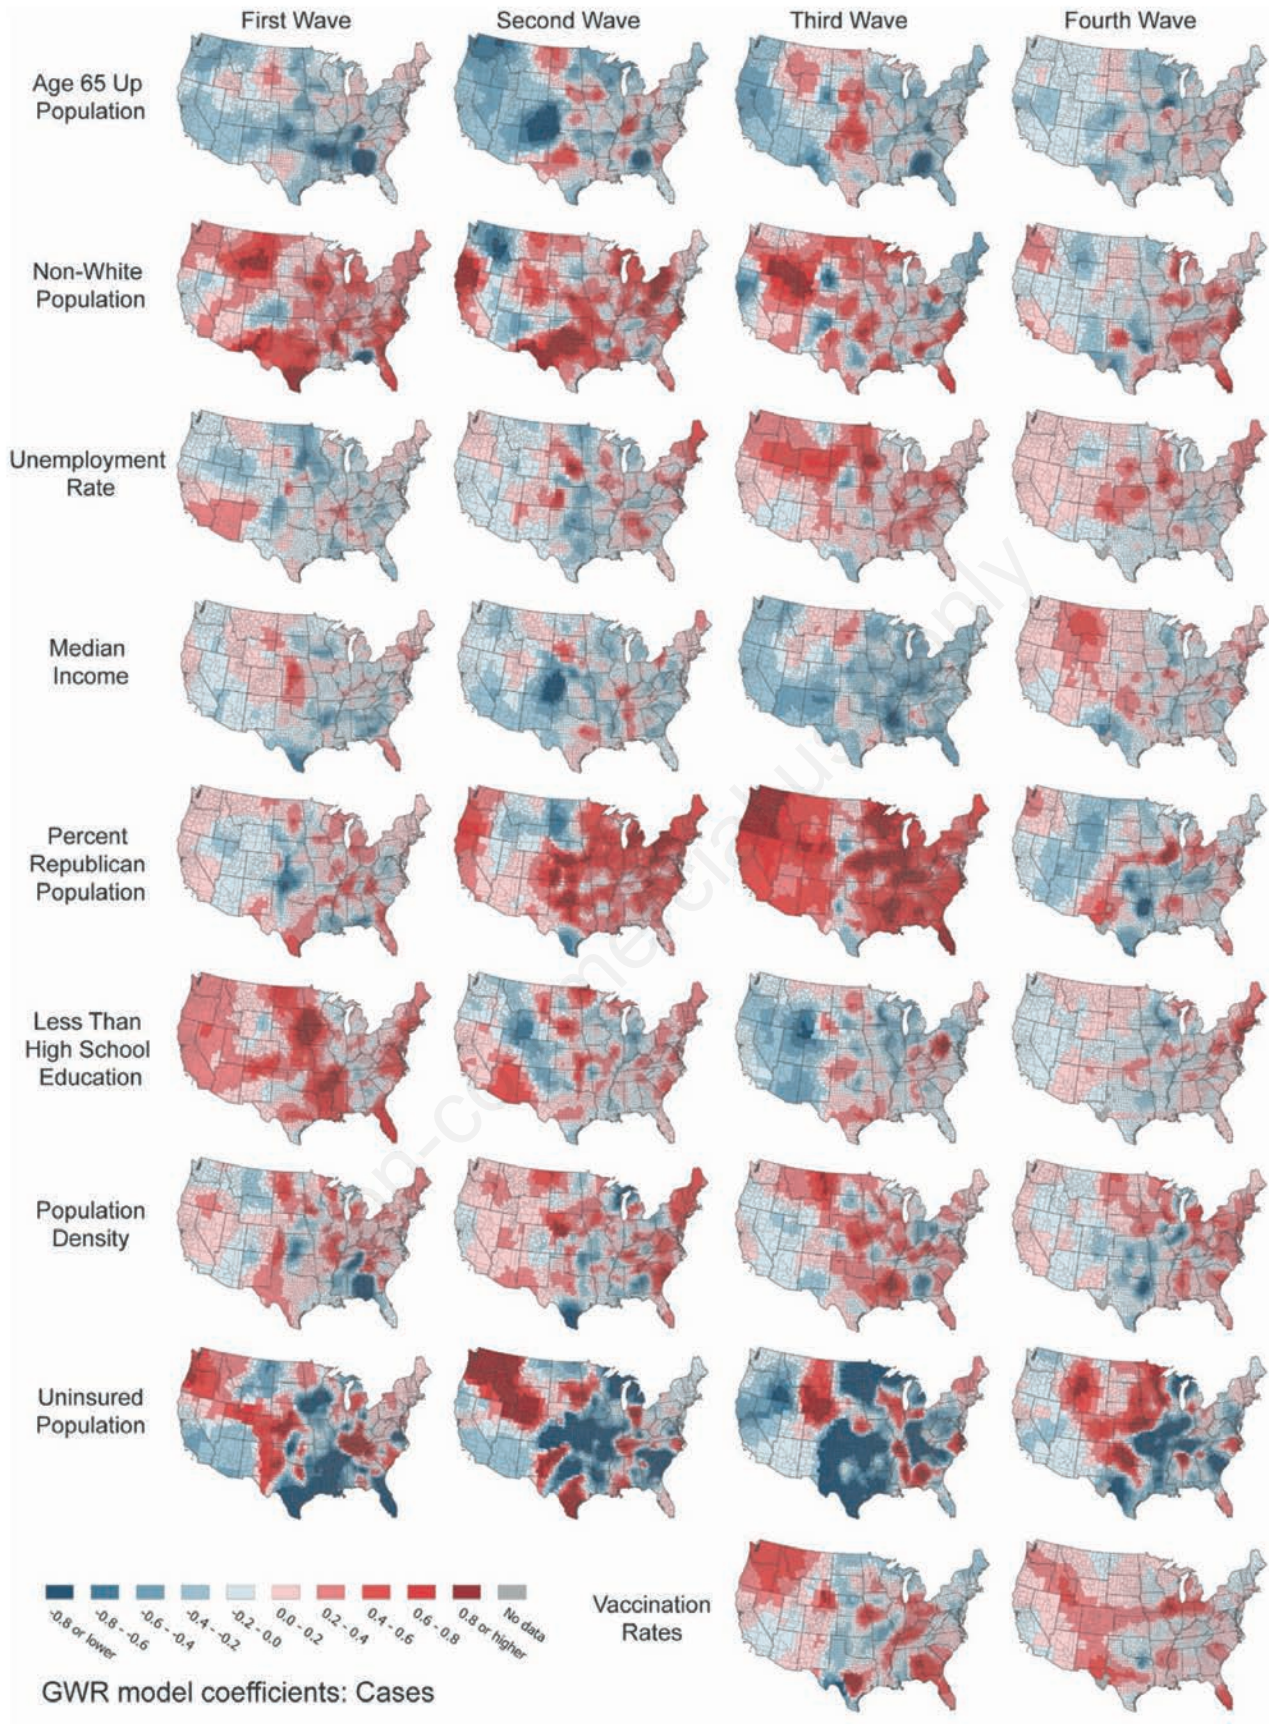 First Wave
Second Wave
Third Wave
Fourth Wave
Age 65 Up
Population
Non-White
Population
Unemployment
Rate
Median
Income
Percent
Republican
Population
Less Than
High School
Education
Population
Density
Uninsured
Population
-0.8 or lower
-0.8 - -0.6
-0.6 - -0.4
-0.4 - -0.2
-0.2 - 0.0
0.0 - 0.2
0.2 - 0.4
0.4 - 0.6
0.6 - 0.8
0.8 or higher
No data
Vaccination
Rates
GWR model coefficients: Cases